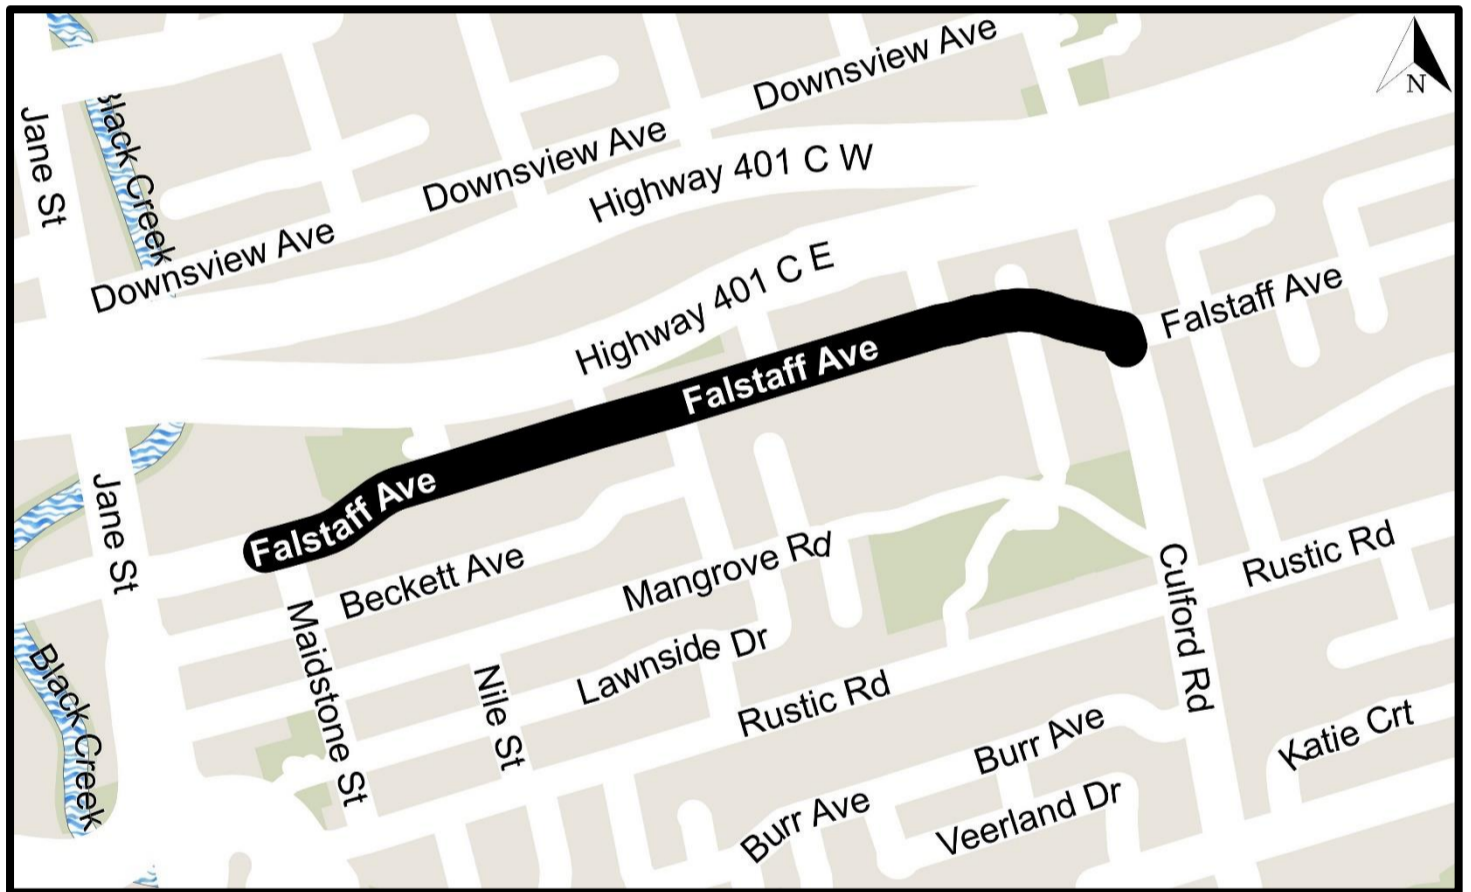 Downsview Ave
N
Jane St
Black Creek
Downsview Ave
Highway 401 C W
Downsview Ave
Highway 401 C E
Falstaff Ave
Falstaff Ave
Jane St
Falstaff Ave
Beckett Ave
Mangrove Rd
Rustic Rd
Culford Rd
Maidstone St
Lawnside Dr
Nile St
Rustic Rd
Black Creek
Burr Ave
Katie Crt
Burr Ave
Veerland Dr